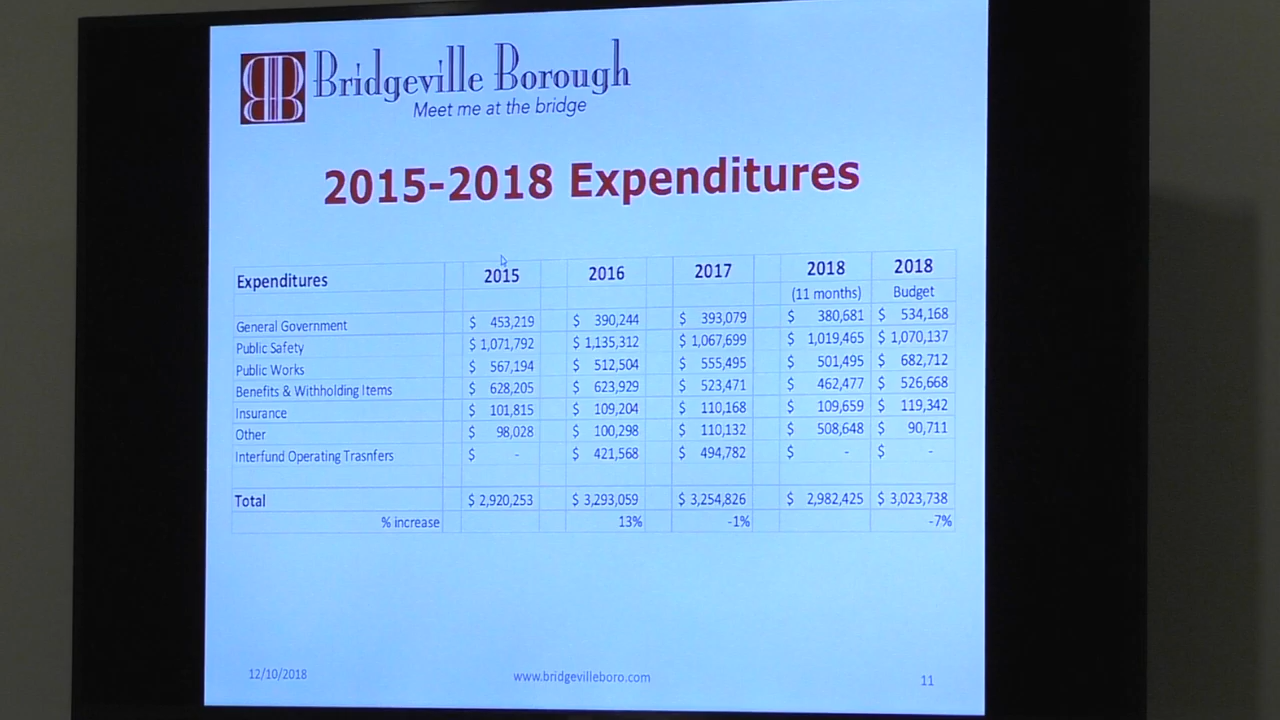 Bridgeville Borough
Meet me at the bridge
2015-2018 Expenditures
Expenditures 2015 2016 2017 2018 2018
(11 months) Budget
General Government $ 453,219 $ 390,244 $ 393,079 $ 380,681 $ 534,168
Public Safety $ 1,071,792 $ 1,135,312 $ 1,067,699 $ 1,019,465 $ 1,070,137
Public Works $ 567,194 $ 512,504 $ 555,495 $ 501,495 $ 682,712
Benefits & Withholding Items $ 628,205 $ 623,929 $ 523,471 $ 462,477 $ 526,668
Insurance $ 101,815 $ 109,204 $ 110,168 $ 109,659 $ 119,342
Other $ 98,028 $ 100,298 $ 110,132 $ 508,648 $ 90,711
Interfund Operating Trasnfers $ - $ 421,568 $ 494,782 $ - $ -
Total $ 2,920,253 $ 3,293,059 $ 3,254,826 $ 2,982,425 $ 3,023,738
% increase 13% -1% -7%
12/10/2018 www.bridgevilleboro.com 11